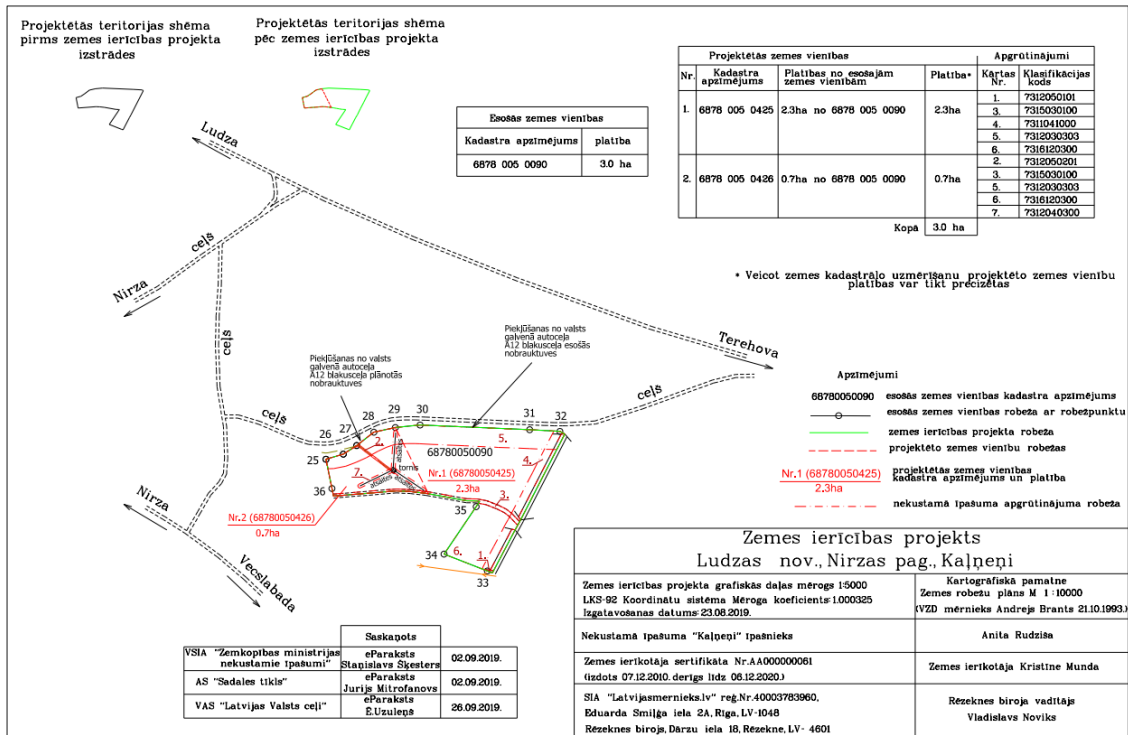 Projektētās teritorijas shēma
pirms zemes ierīcības projekta
izstrādes
Projektētās teritorijas shēma
pēc zemes ierīcības projekta
izstrādes
Esošās zemes vienības
Kadastra apzīmējums platība
6878 005 0090 3.0 ha
Projektētās zemes vienības Apgrūtinājumi
Nr. Kadastra apzīmējums Platības no esošajām zemes vienībām Platība* Kārtas Nr. Klasifikācijas kods
1. 6878 005 0425 2.3ha no 6878 005 0090 2.3ha
1. 7312050101
3. 7315030100
4. 7311041000
5. 7312030303
6. 7316120300
2. 6878 005 0426 0.7ha no 6878 005 0090 0.7ha
2. 7312050201
3. 7315030100
5. 7312030303
6. 7316120300
7. 7312040300
Kopā 3.0 ha
* Veicot zemes kadastrālo uzmērīšanu projektēto zemes vienību
platības var tikt precizētas
Ludza
ceļš
Nirza
ceļš
Terehova
ceļš
ceļš
Nirza
Vecslabada
Piekļūšanas no valsts
galvenā autoceļa
A12 blakusceļa plānotās
nobrauktuves
Piekļūšanas no valsts
galvenā autoceļa
A12 blakusceļa esošās
nobrauktuves
25
26
27
28
29
30
31
32
33
34
35
36
1.
2.
3.
4.
5.
6.
7.
68780050090
tornis
atsaites
atsaites
atsaites
Nr.1 (68780050425)
2.3ha
Nr.2 (68780050426)
0.7ha
Apzīmējumi
68780050090 esošās zemes vienības kadastra apzīmējums
esošās zemes vienības robeža ar robežpunktu
zemes ierīcības projekta robeža
projektēto zemes vienību robežas
Nr.1 (68780050425) projektētās zemes vienības
2.3ha kadastra apzīmējums un platība
nekustamā īpašuma apgrūtinājuma robeža
Zemes ierīcības projekts
Ludzas nov., Nirzas pag., Kaļņeņi
Zemes ierīcības projekta grafiskās daļas mērogs 1:5000
LKS-92 Koordinātu sistēma Mēroga koeficients:1.000325
Izgatavošanas datums: 23.08.2019.
Kartogrāfiskā pamatne
Zemes robežu plāns M 1 :10000
(VZD mērnieks Andrejs Brants 21.10.1993.)
Nekustamā īpašuma "Kaļņeņi" īpašnieks
Anita Rudziša
Zemes ierīkotāja sertifikāta Nr.AA000000061
(izdots 07.12.2010. derīgs līdz 06.12.2020.)
Zemes ierīkotāja Kristīne Munda
SIA "Latvijasmernieks.lv" reģ.Nr.40003783960,
Eduarda Smiļģa iela 2A, Rīga, LV-1048
Rēzeknes birojs, Dārzu iela 18, Rēzekne, LV- 4601
Rēzeknes biroja vadītājs
Vladislavs Noviks
Saskaņots
VSIA "Zemkopības ministrijas nekustamie īpašumi" eParaksts Staņislavs Šķesters 02.09.2019.
AS "Sadales tīkls" eParaksts Jurijs Mitrofanovs 02.09.2019.
VAS "Latvijas Valsts ceļi" eParaksts Ē.Uzuleņš 26.09.2019.